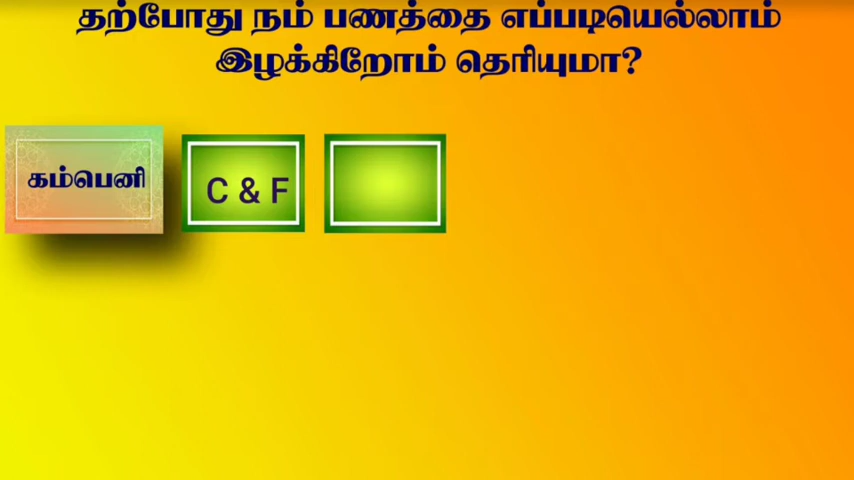 தற்போது நம் பணத்தை எப்படியெல்லாம்
இழக்கிறோம் தெரியுமா?
கம்பெனி
C & F